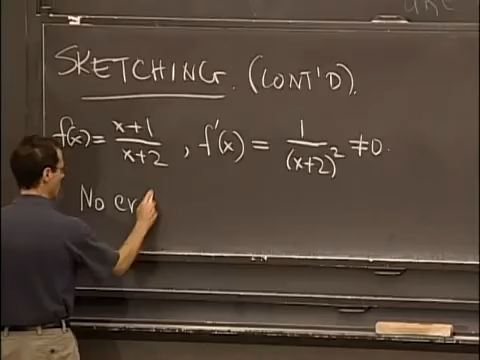 SKETCHING. (CONT'D).
f(x) = x+1/x+2, f'(x) = 1/(x+2)² ≠ 0.
No cr